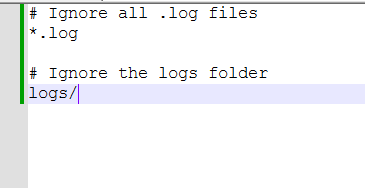 # Ignore all .log files
*.log

# Ignore the logs folder
logs/